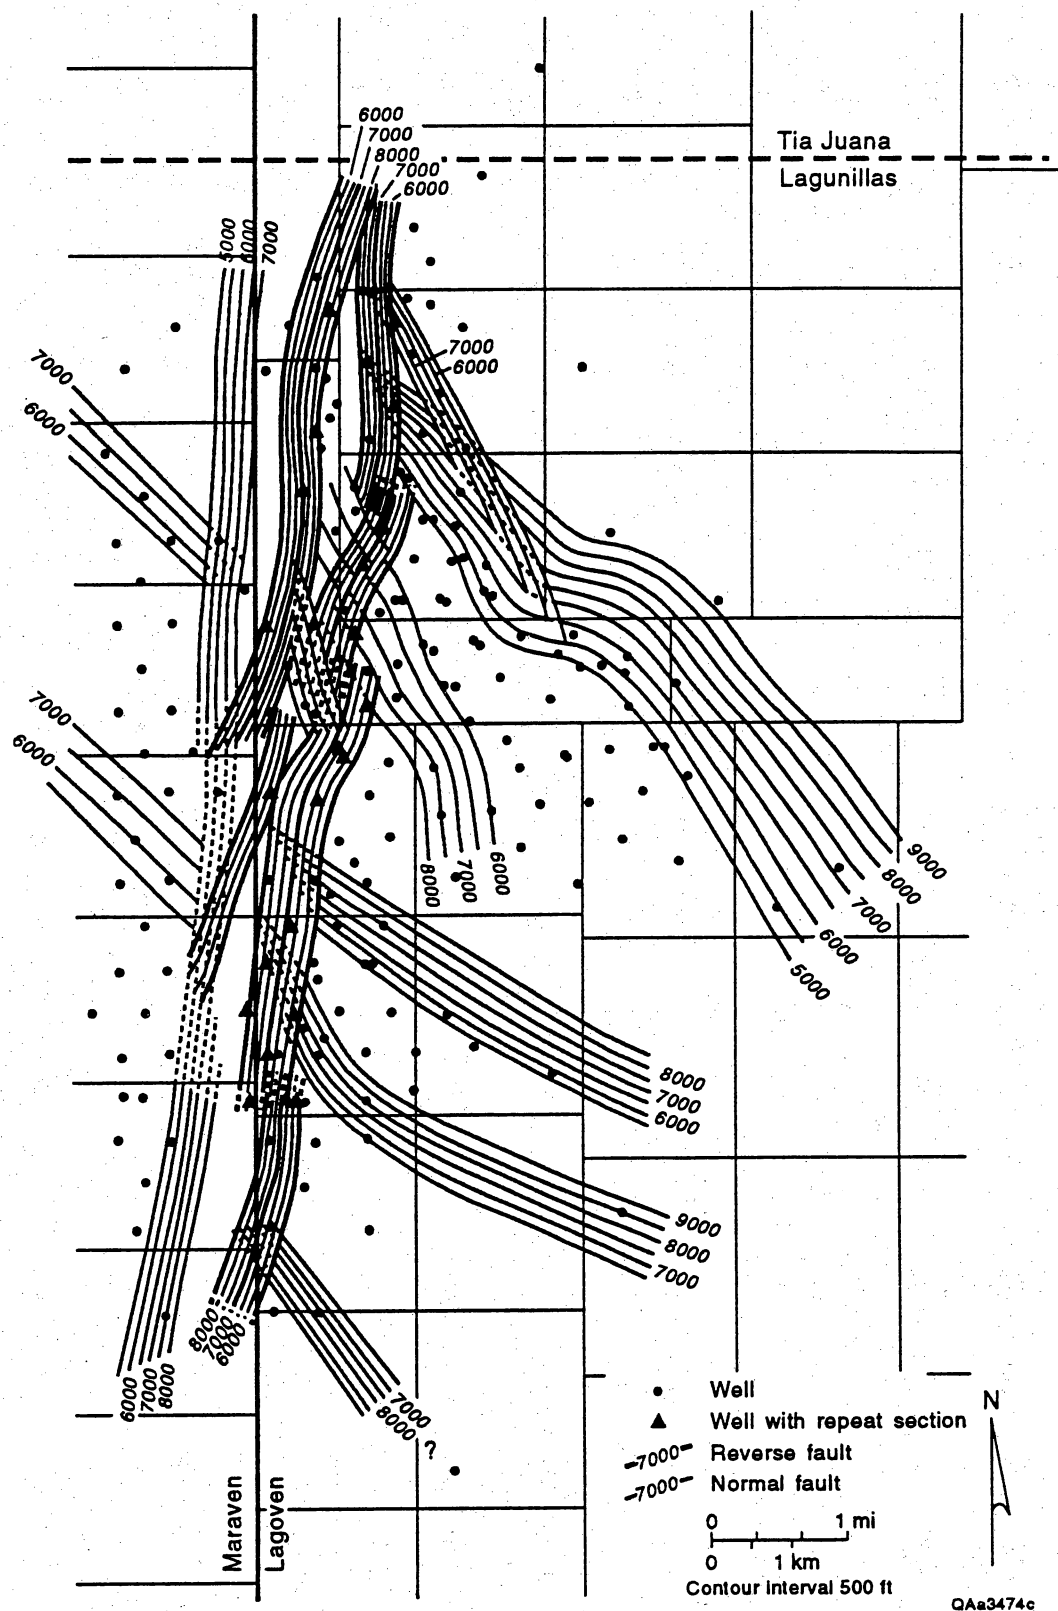 6000
7000
8000
7000
6000
Tia Juana
Lagunillas
5000
6000
7000
7000
6000
7000
6000
7000
6000
8000
7000
6000
9000
8000
7000
6000
5000
8000
7000
6000
9000
8000
7000
8000
7000
6000
6000
7000
8000
7000
8000 ?
Maraven
Lagoven
Well
Well with repeat section
-7000- Reverse fault
-7000- Normal fault
N
0 1 mi
0 1 km
Contour interval 500 ft
QAa3474c